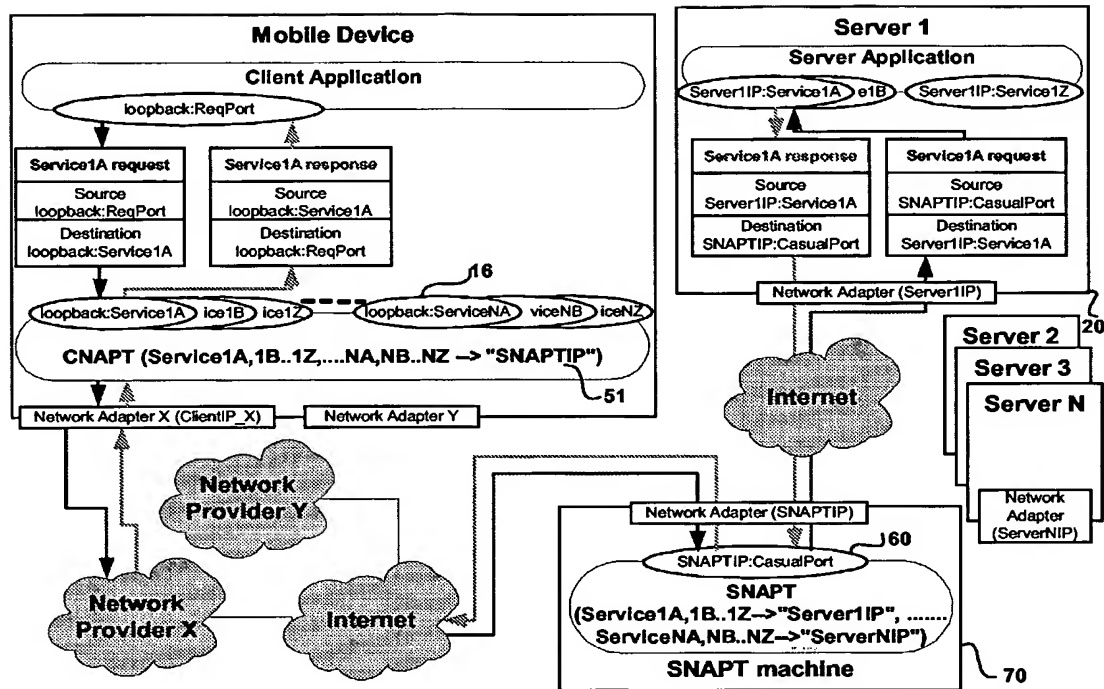 Mobile Device
Client Application
loopback:ReqPort
Service1A request
Source
loopback:ReqPort
Destination
loopback:Service1A
Service1A response
Source
loopback:Service1A
Destination
loopback:ReqPort
16
loopback:Service1A
ice1B
ice1Z
loopback:ServiceNA
viceNB
iceNZ
CNAPT (Service1A,1B..1Z,....NA,NB..NZ --> "SNAPTIP")
51
Network Adapter X (ClientIP_X)
Network Adapter Y
Server 1
Server Application
Server1IP:Service1A
e1B
Server1IP:Service1Z
Service1A response
Source
Server1IP:Service1A
Destination
SNAPTIP:CasualPort
Service1A request
Source
SNAPTIP:CasualPort
Destination
Server1IP:Service1A
Network Adapter (Server1IP)
20
Server 2
Server 3
Server N
Network
Adapter
(ServerNIP)
Internet
Network
Provider Y
Network
Provider X
Internet
Network Adapter (SNAPTIP)
60
SNAPTIP:CasualPort
SNAPT
(Service1A,1B..1Z-->"Server1IP", .......
ServiceNA,NB..NZ-->"ServerNIP")
SNAPT machine
70